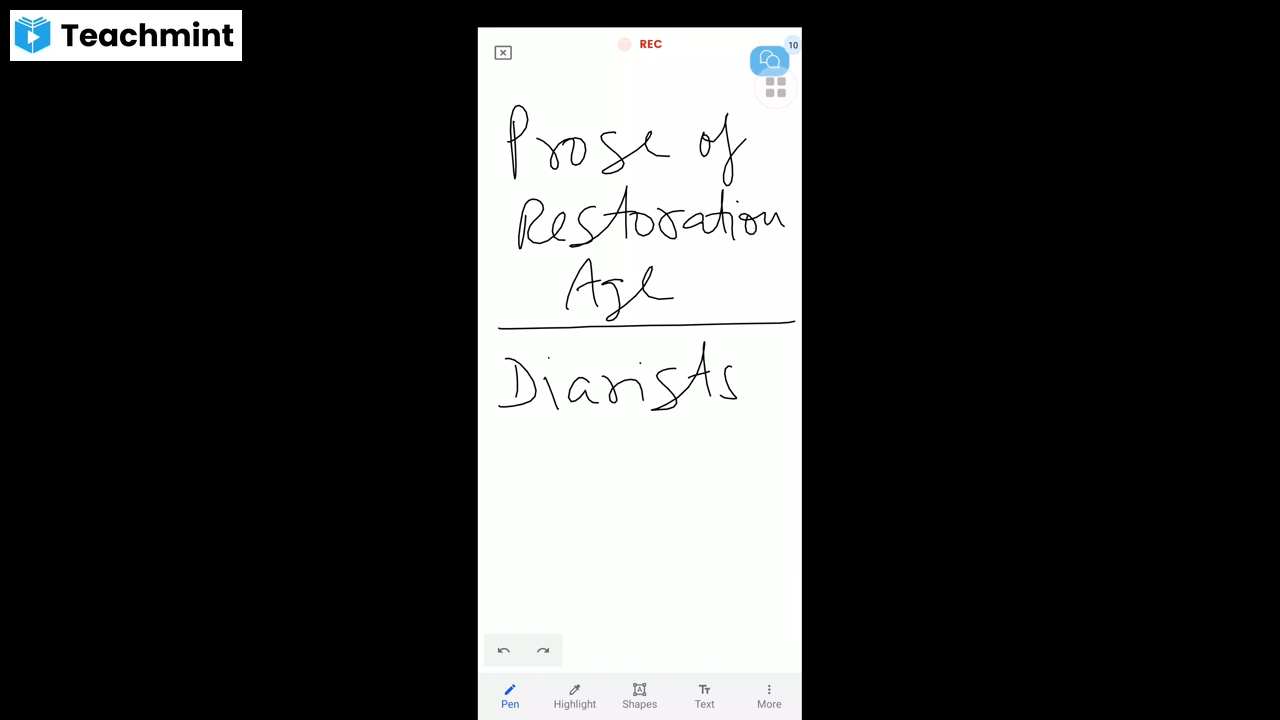 Teachmint
REC
10
Prose of
Restoration
Age
Diarists
Pen
Highlight
Shapes
Text
More